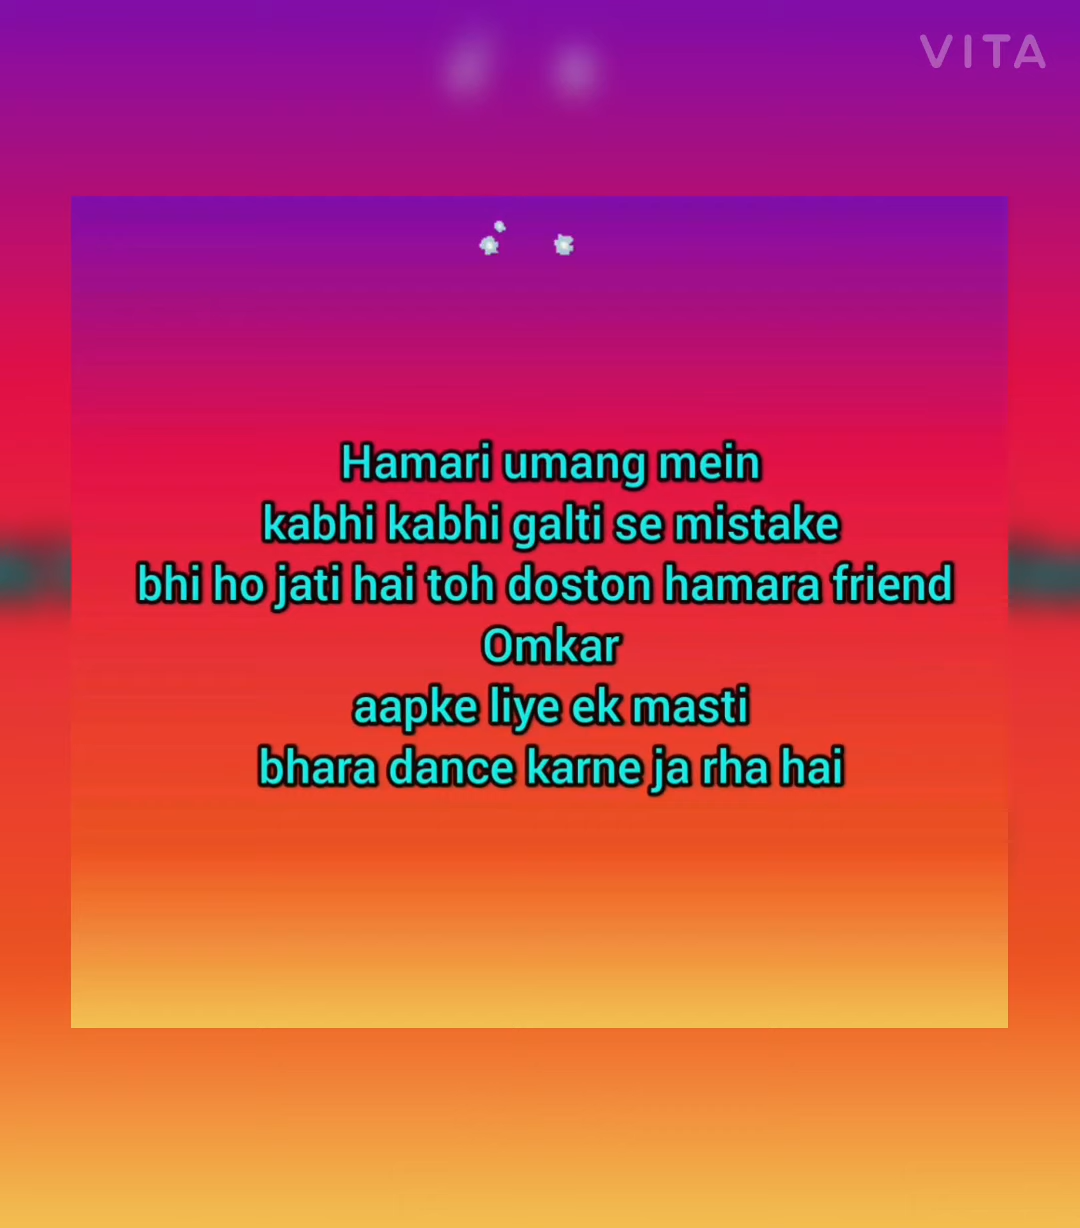 VITA
Hamari umang mein
kabhi kabhi galti se mistake
bhi ho jati hai toh doston hamara friend
Omkar
aapke liye ek masti
bhara dance karne ja rha hai